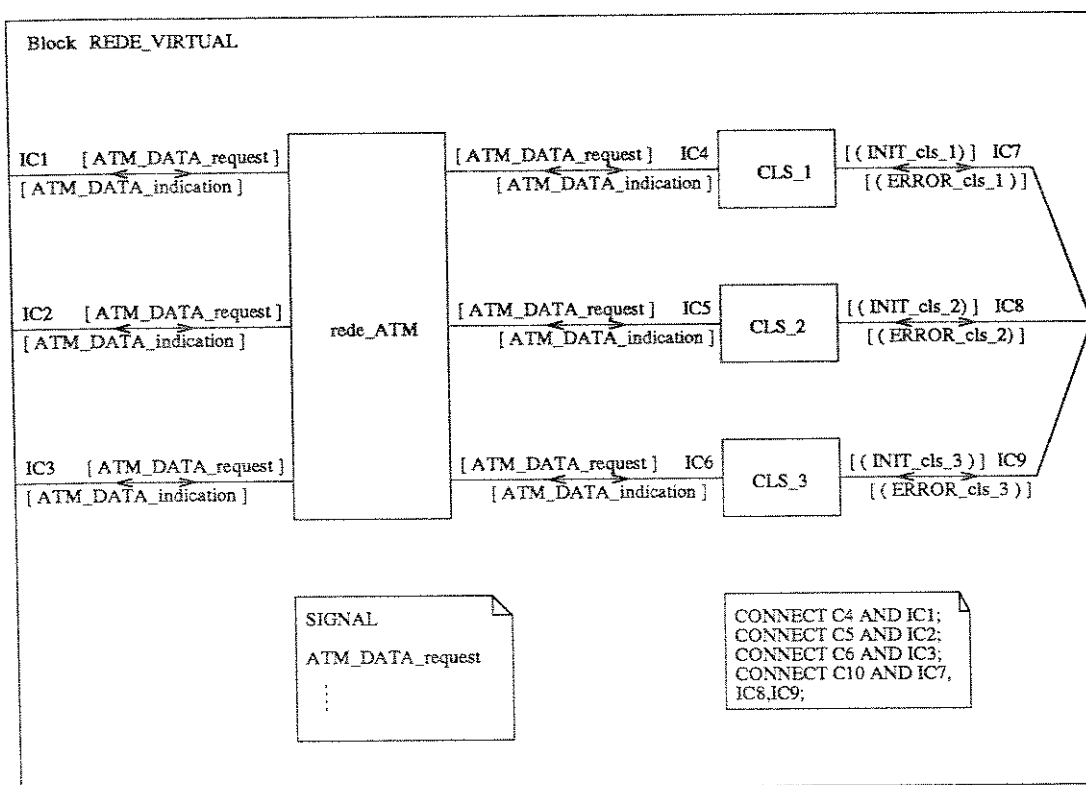 Block REDE_VIRTUAL
IC1 [ ATM_DATA_request ]
[ ATM_DATA_indication ]
[ ATM_DATA_request ] IC4
[ ATM_DATA_indication ]
CLS_1
[ ( INIT_cls_1) ] IC7
[ ( ERROR_cls_1 ) ]
IC2 [ ATM_DATA_request ]
[ ATM_DATA_indication ]
rede_ATM
[ ATM_DATA_request ] IC5
[ ATM_DATA_indication ]
CLS_2
[ ( INIT_cls_2) ] IC8
[ ( ERROR_cls_2) ]
IC3 [ ATM_DATA_request ]
[ ATM_DATA_indication ]
[ ATM_DATA_request ] IC6
[ ATM_DATA_indication ]
CLS_3
[ ( INIT_cls_3 ) ] IC9
[ ( ERROR_cls_3 ) ]
SIGNAL
ATM_DATA_request
CONNECT C4 AND IC1;
CONNECT C5 AND IC2;
CONNECT C6 AND IC3;
CONNECT C10 AND IC7,
IC8,IC9;